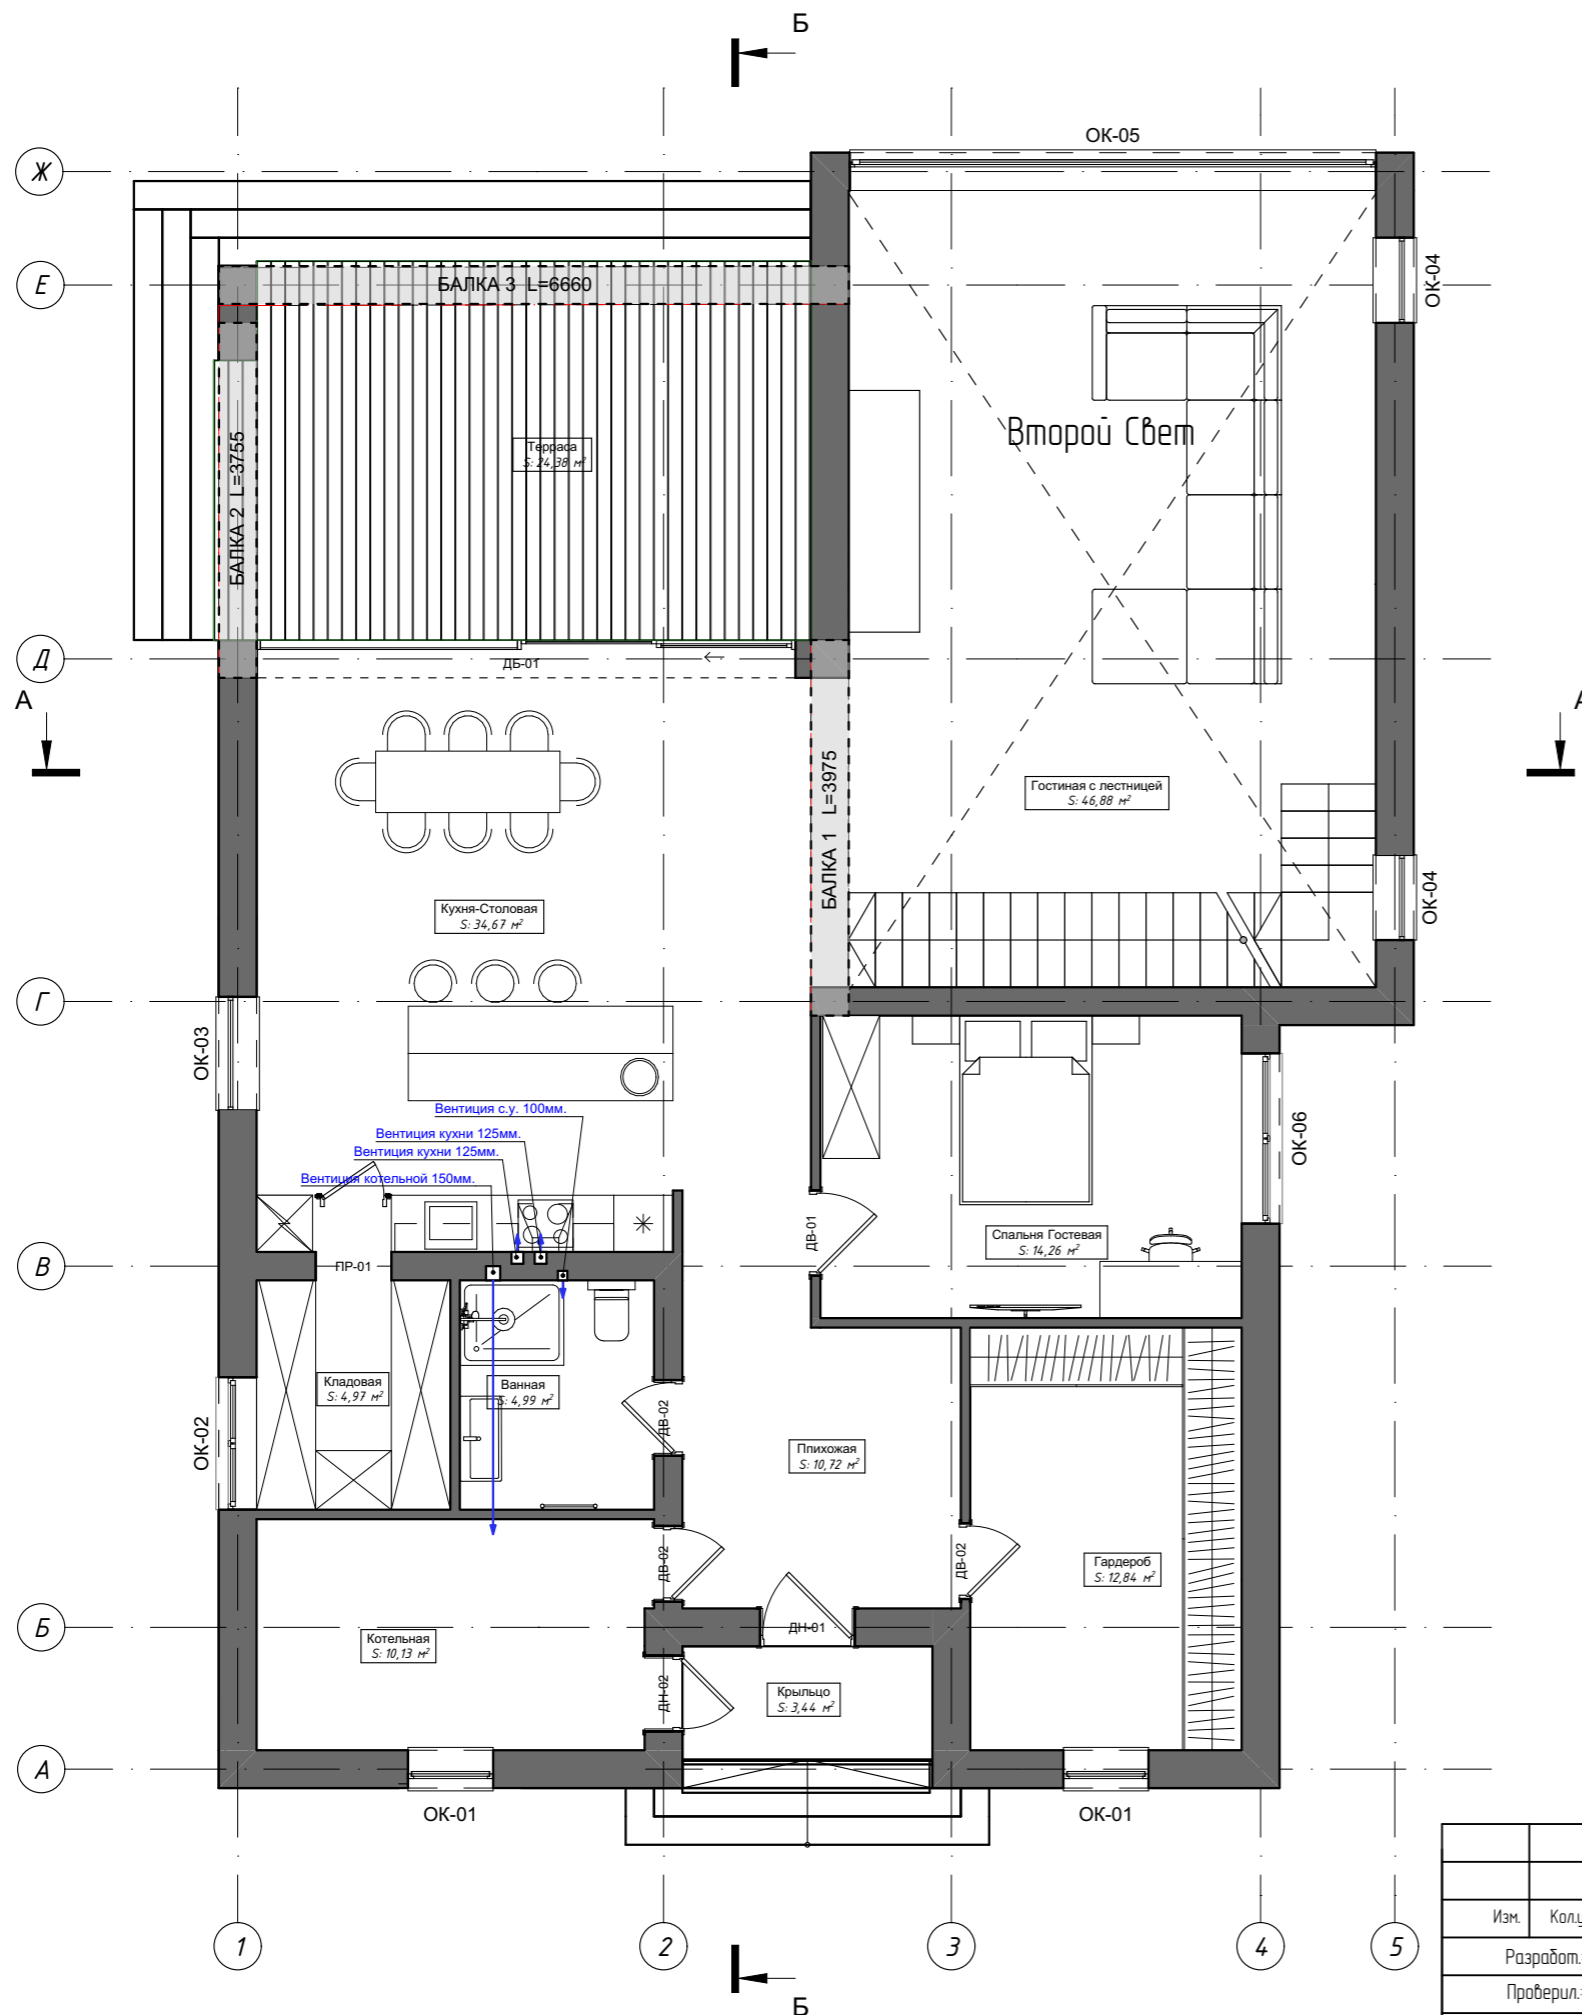 Б
ОК-05
Ж
Е
БАЛКА 3 L=6660
ОК-04
Второй Свет
БАЛКА 2 L=3755
Терраса
S: 24,38 м²
Д
ДБ-01
А
А
БАЛКА 1 L=3975
Гостиная с лестницей
S: 46,88 м²
ОК-04
Кухня-Столовая
S: 34,67 м²
Г
ОК-03
Вентиция с.у. 100мм.
Вентиция кухни 125мм.
Вентиция кухни 125мм.
Вентиция котельной 150мм.
ОК-06
ДВ-01
Спальня Гостевая
S: 14,26 м²
В
ПР-01
Кладовая
S: 4,97 м²
Ванная
S: 4,99 м²
ДВ-02
ОК-02
Ппихожая
S: 10,72 м²
ДВ-02
ДВ-02
Гардероб
S: 12,84 м²
Б
ДН-01
Котельная
S: 10,13 м²
ДН-02
Крыльцо
S: 3,44 м²
А
ОК-01
ОК-01
1
2
3
4
5
Б
Изм.
Кол.у
Разработ.
Проверил.